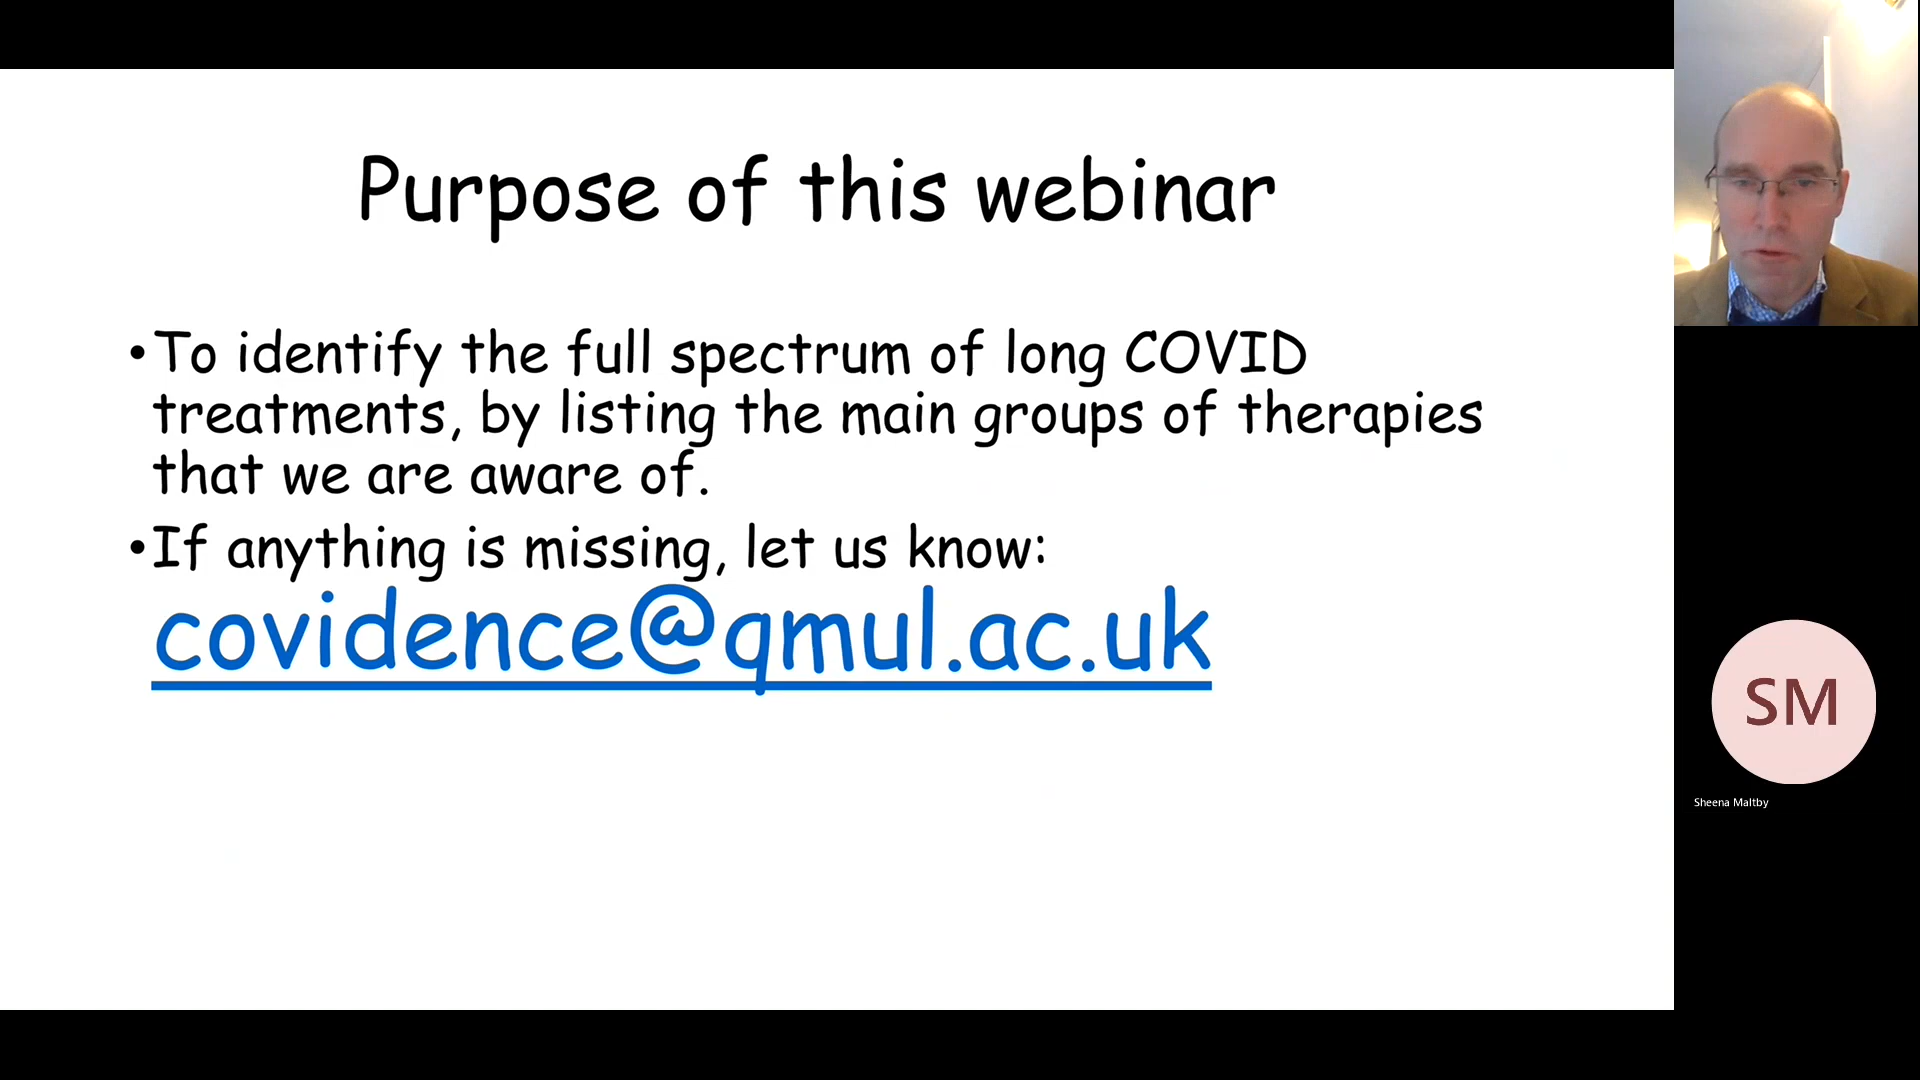 Purpose of this webinar
•To identify the full spectrum of long COVID
treatments, by listing the main groups of therapies
that we are aware of.
•If anything is missing, let us know:
covidence@qmul.ac.uk
SM
Sheena Maltby